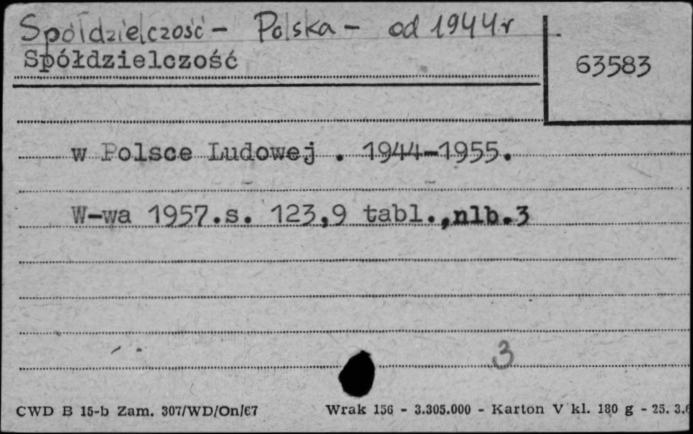 Spółdzielczość - Polska - od 1944 r
Spółdzielczość
63583
w Polsce Ludowej . 1944-1955.
W-wa 1957.s. 123,9 tabl.,nlb.3
3
CWD B 15-b Zam. 307/WD/On/67 Wrak 156 - 3.305.000 - Karton V kl. 180 g - 25. 3.